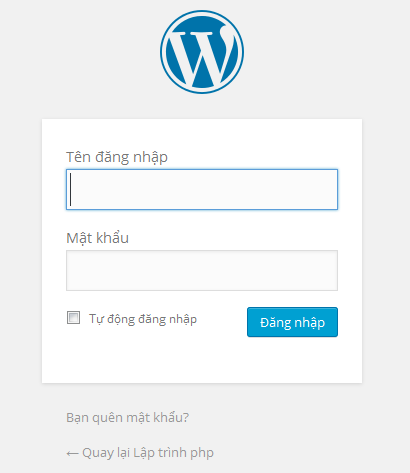 Tên đăng nhập
Mật khẩu
Tự động đăng nhập
Đăng nhập
Bạn quên mật khẩu?
← Quay lại Lập trình php